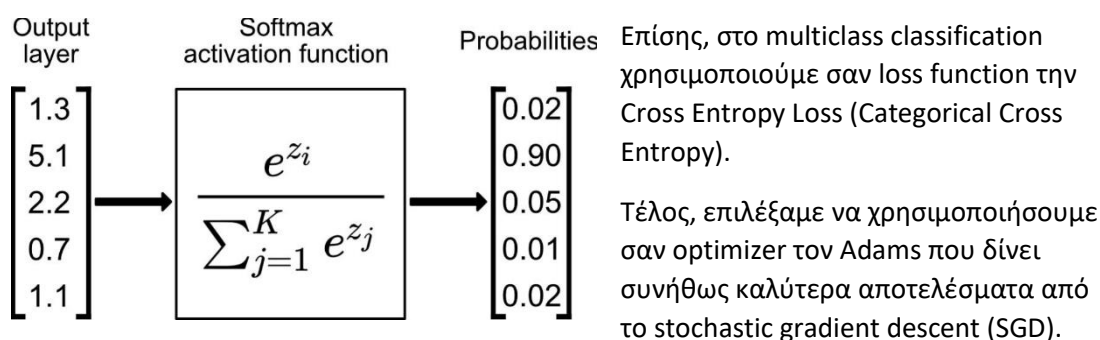 Output
layer
Softmax
activation function
Probabilities
1.3
5.1
2.2
0.7
1.1
e^{z_i}
∑_{j=1}^{K} e^{z_j}
0.02
0.90
0.05
0.01
0.02
Επίσης, στο multiclass classification
χρησιμοποιούμε σαν loss function την
Cross Entropy Loss (Categorical Cross
Entropy).
Τέλος, επιλέξαμε να χρησιμοποιήσουμε
σαν optimizer τον Adams που δίνει
συνήθως καλύτερα αποτελέσματα από
το stochastic gradient descent (SGD).